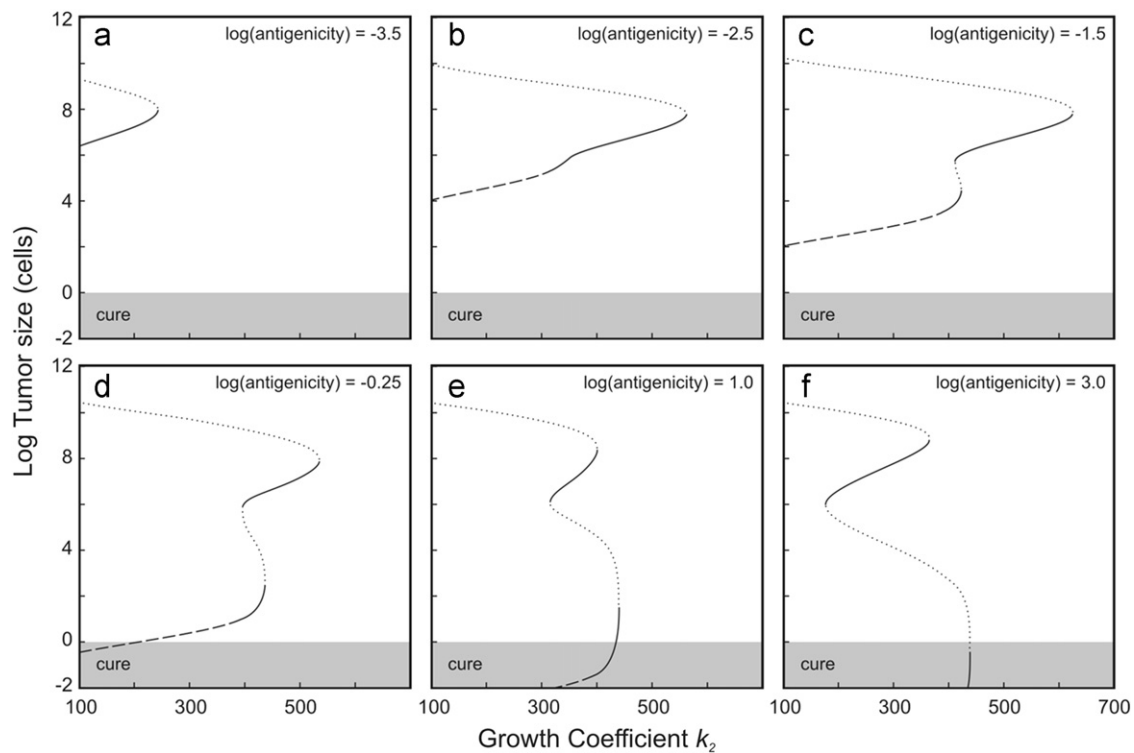 a
log(antigenicity) = -3.5
b
-2.5
c
log(antigenicity) = -1.5
12
8
4
0
-2
cure
cure
cure
d
log(antigenicity) = -0.25
e
log(antigenicity) = 1.0
f
log(antigenicity) = 3.0
12
8
4
0
-2
cure
cure
cure
100 300 500
100 300 500
100 300 500 700
Log Tumor size (cells)
Growth Coefficient k2